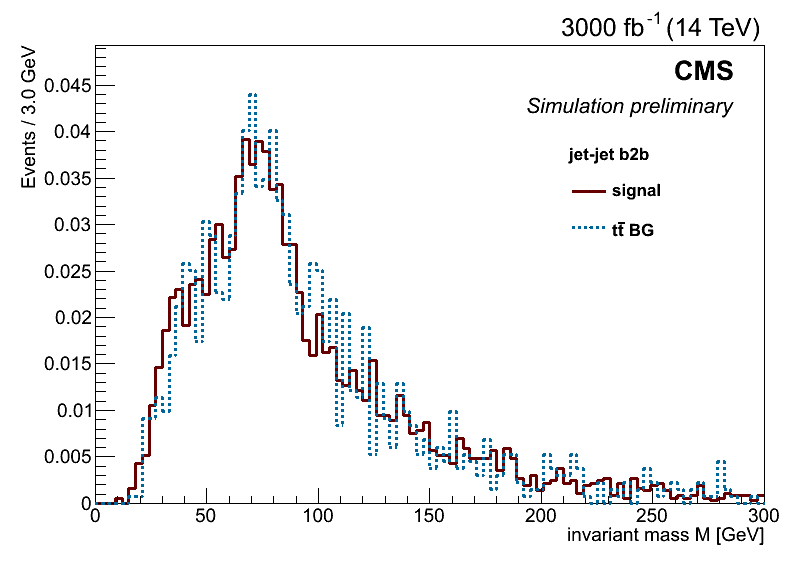 3000 fb-1 (14 TeV)
CMS
Simulation preliminary
jet-jet b2b
signal
tt̄ BG
Events / 3.0 GeV
0.045
0.04
0.035
0.03
0.025
0.02
0.015
0.01
0.005
0
0 50 100 150 200 250 300
invariant mass M [GeV]